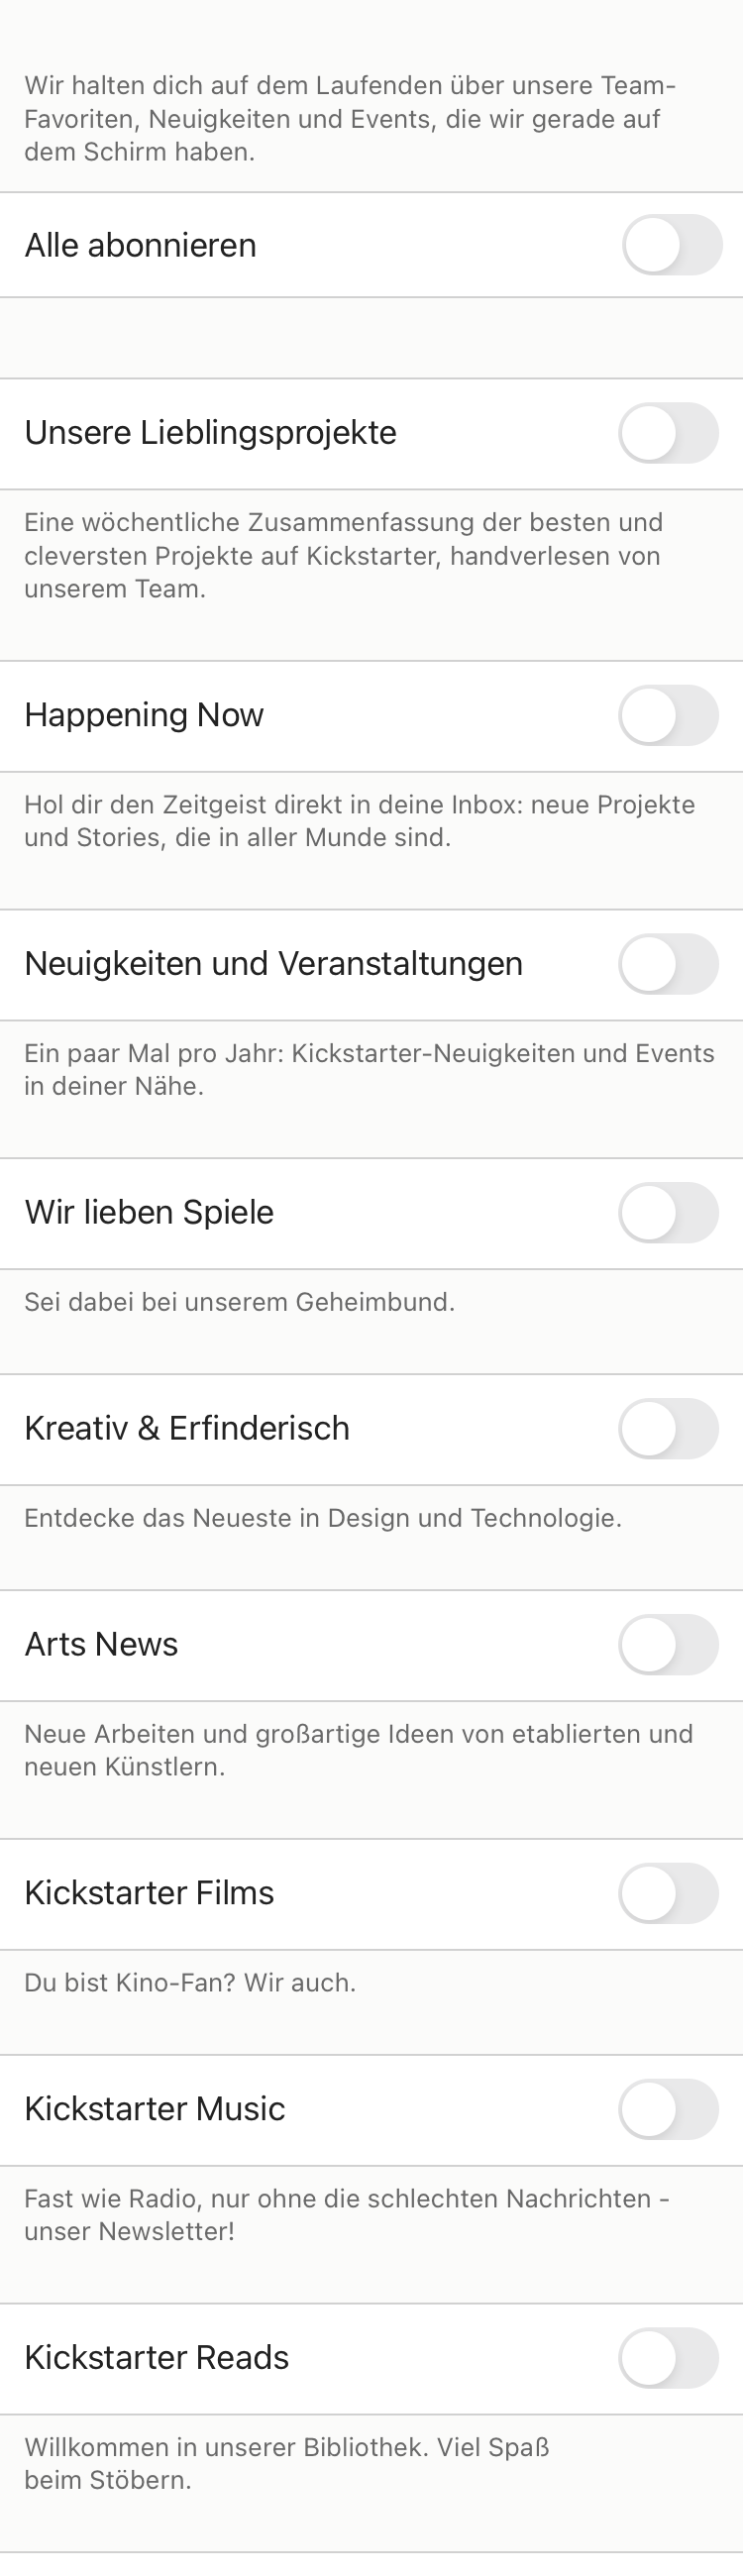 Wir halten dich auf dem Laufenden über unsere Team-
Favoriten, Neuigkeiten und Events, die wir gerade auf
dem Schirm haben.
Alle abonnieren
Unsere Lieblingsprojekte
Eine wöchentliche Zusammenfassung der besten und
cleversten Projekte auf Kickstarter, handverlesen von
unserem Team.
Happening Now
Hol dir den Zeitgeist direkt in deine Inbox: neue Projekte
und Stories, die in aller Munde sind.
Neuigkeiten und Veranstaltungen
Ein paar Mal pro Jahr: Kickstarter-Neuigkeiten und Events
in deiner Nähe.
Wir lieben Spiele
Sei dabei bei unserem Geheimbund.
Kreativ & Erfinderisch
Entdecke das Neueste in Design und Technologie.
Arts News
Neue Arbeiten und großartige Ideen von etablierten und
neuen Künstlern.
Kickstarter Films
Du bist Kino-Fan? Wir auch.
Kickstarter Music
Fast wie Radio, nur ohne die schlechten Nachrichten -
unser Newsletter!
Kickstarter Reads
Willkommen in unserer Bibliothek. Viel Spaß
beim Stöbern.